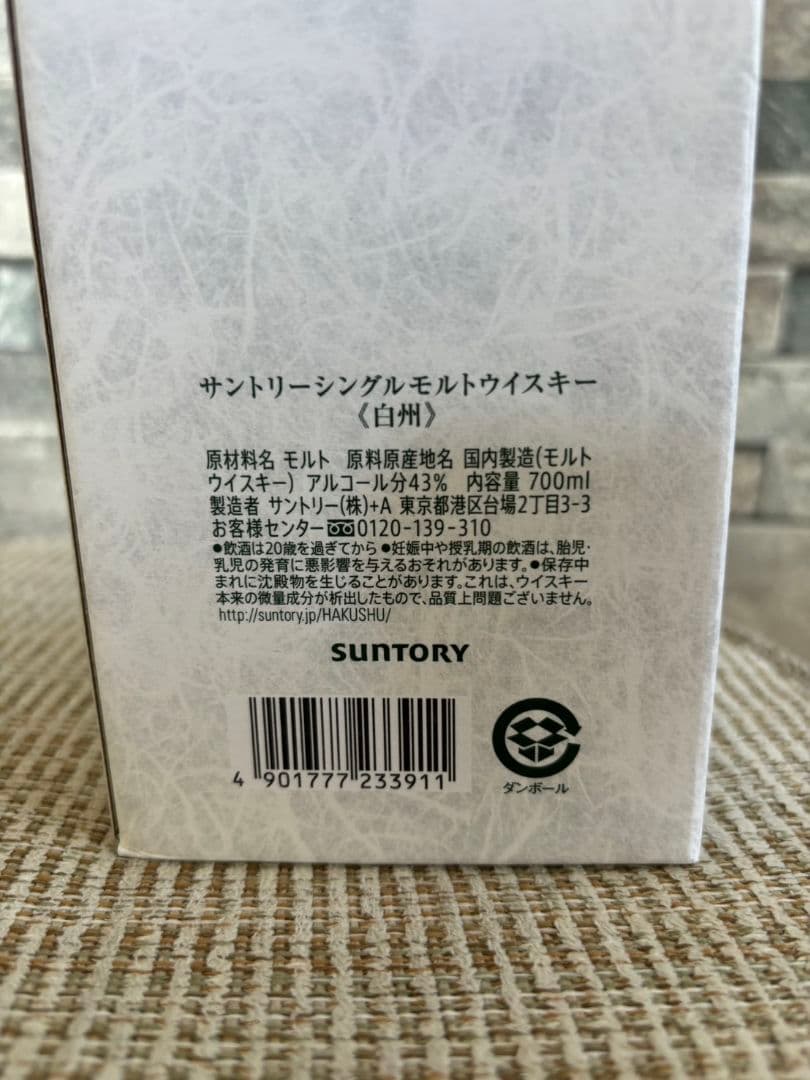 サントリーシングルモルトウイスキー
《白州》
原材料名 モルト 原料原産地名 国内製造(モルト
ウイスキー) アルコール分43% 内容量 700ml
製造者 サントリー(株)+A 東京都港区台場2丁目3-3
お客様センター 0120-139-310
●飲酒は20歳を過ぎてから ●妊娠中や授乳期の飲酒は、胎児・
乳児の発育に悪影響を与えるおそれがあります。●保存中
まれに沈殿物を生じることがあります。これは、ウイスキー
本来の微量成分が析出したもので、品質上問題ございません。
http://suntory.jp/HAKUSHU/
SUNTORY
4 901777 233911
ダンボール